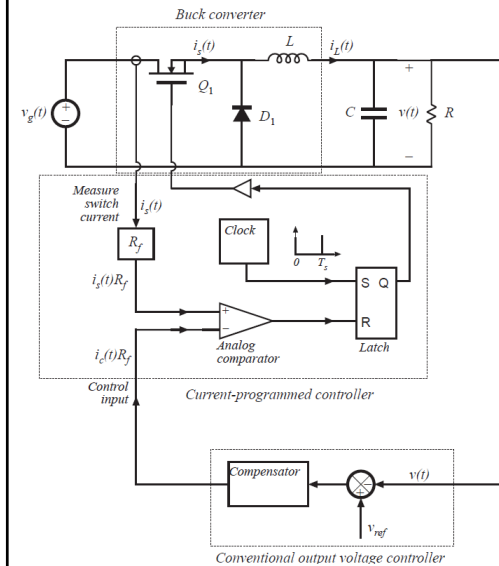 Buck converter
i_s(t)
L
i_L(t)
+
Q_1
v_g(t)
+
−
D_1
C
v(t)
R
−
Measure
switch
current
i_s(t)
R_f
Clock
0
T_s
i_s(t)R_f
S Q
+
−
R
Analog
comparator
Latch
i_c(t)R_f
Control
input
Current-programmed controller
Compensator
−
+
v(t)
v_ref
Conventional output voltage controller